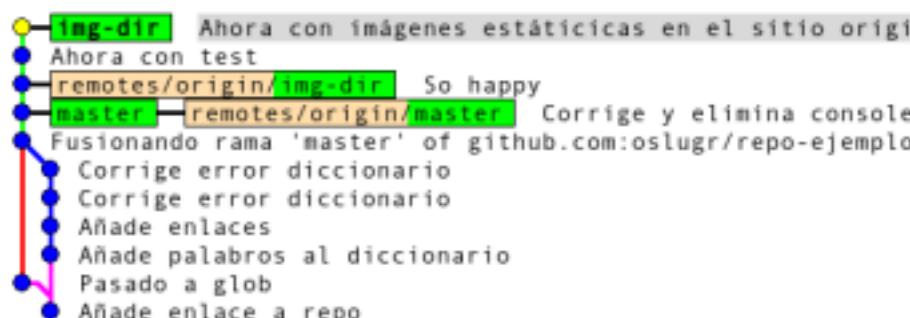 img-dir Ahora con imágenes estáticicas en el sitio origi
Ahora con test
remotes/origin/img-dir So happy
master remotes/origin/master Corrige y elimina console
Fusionando rama 'master' of github.com:oslugr/repo-ejemplo
Corrige error diccionario
Corrige error diccionario
Añade enlaces
Añade palabros al diccionario
Pasado a glob
Añade enlace a repo